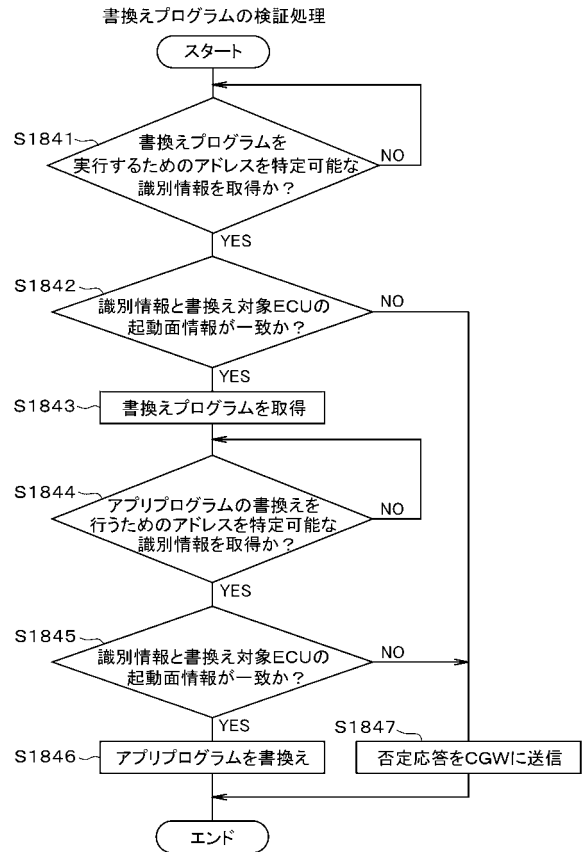 書換えプログラムの検証処理
スタート
S1841
書換えプログラムを
実行するためのアドレスを特定可能な
識別情報を取得か？
NO
YES
S1842
識別情報と書換え対象ECUの
起動面情報が一致か？
NO
YES
S1843
書換えプログラムを取得
S1844
アプリプログラムの書換えを
行うためのアドレスを特定可能な
識別情報を取得か？
NO
YES
S1845
識別情報と書換え対象ECUの
起動面情報が一致か？
NO
YES
S1846
アプリプログラムを書換え
S1847
否定応答をCGWに送信
エンド